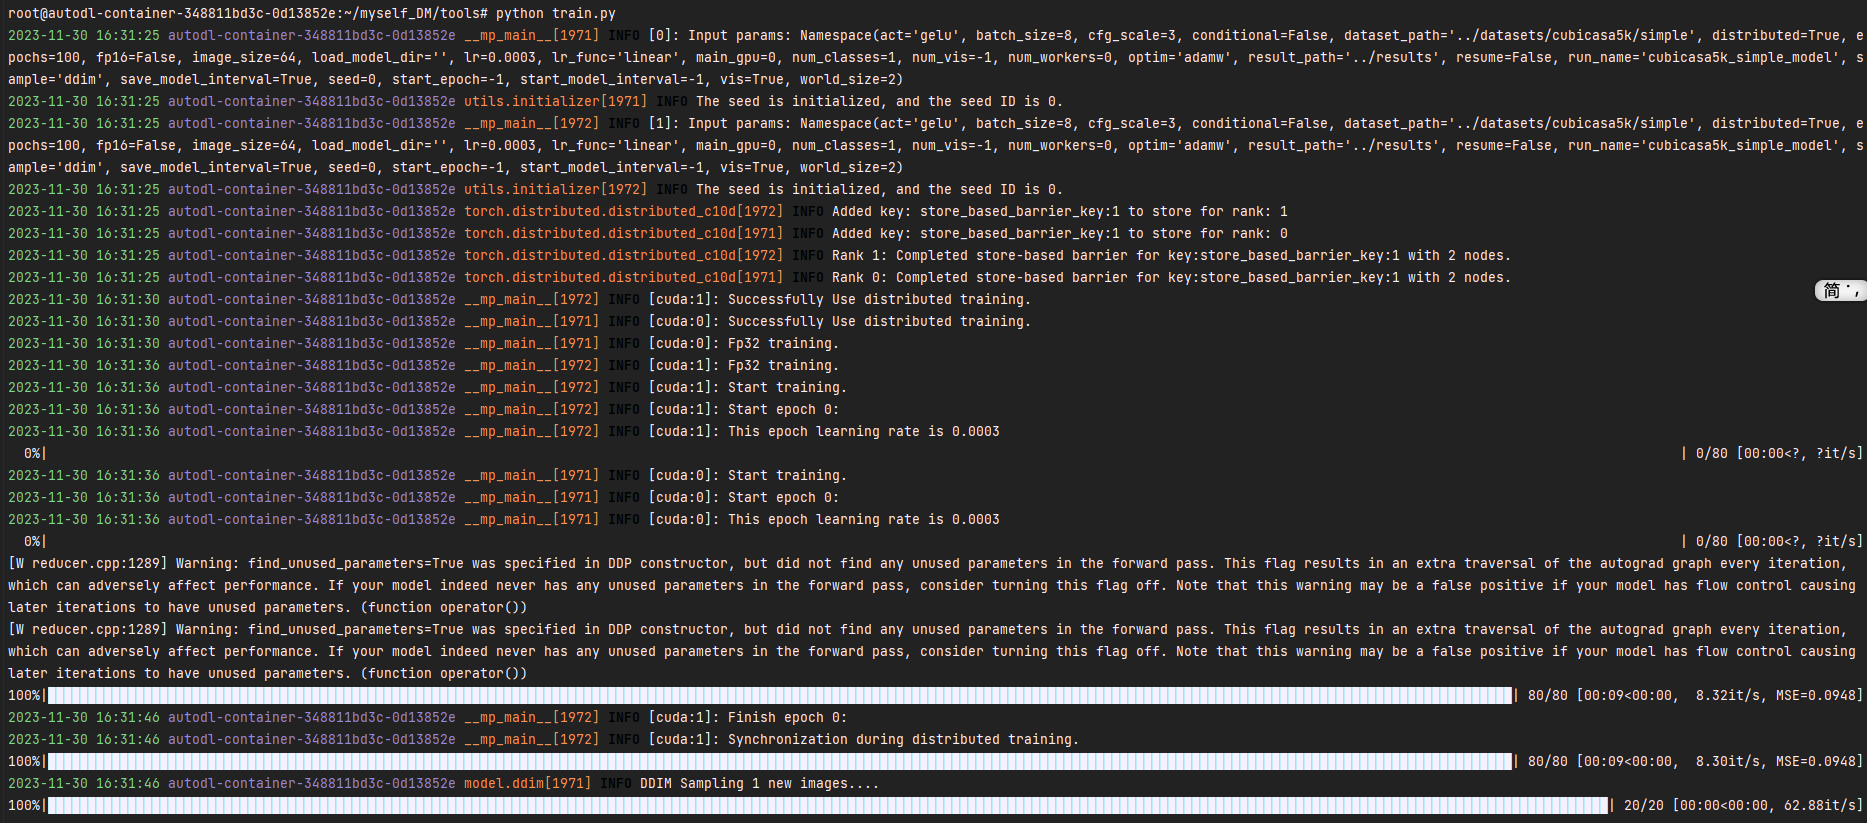 root@autodl-container-348811bd3c-0d13852e:~/myself_DM/tools# python train.py
2023-11-30 16:31:25 autodl-container-348811bd3c-0d13852e __mp_main__[1971] INFO [0]: Input params: Namespace(act='gelu', batch_size=8, cfg_scale=3, conditional=False, dataset_path='../datasets/cubicasa5k/simple', distributed=True, e
pochs=100, fp16=False, image_size=64, load_model_dir='', lr=0.0003, lr_func='linear', main_gpu=0, num_classes=1, num_vis=-1, num_workers=0, optim='adamw', result_path='../results', resume=False, run_name='cubicasa5k_simple_model', s
ample='ddim', save_model_interval=True, seed=0, start_epoch=-1, start_model_interval=-1, vis=True, world_size=2)
2023-11-30 16:31:25 autodl-container-348811bd3c-0d13852e utils.initializer[1971] INFO The seed is initialized, and the seed ID is 0.
2023-11-30 16:31:25 autodl-container-348811bd3c-0d13852e __mp_main__[1972] INFO [1]: Input params: Namespace(act='gelu', batch_size=8, cfg_scale=3, conditional=False, dataset_path='../datasets/cubicasa5k/simple', distributed=True, e
pochs=100, fp16=False, image_size=64, load_model_dir='', lr=0.0003, lr_func='linear', main_gpu=0, num_classes=1, num_vis=-1, num_workers=0, optim='adamw', result_path='../results', resume=False, run_name='cubicasa5k_simple_model', s
ample='ddim', save_model_interval=True, seed=0, start_epoch=-1, start_model_interval=-1, vis=True, world_size=2)
2023-11-30 16:31:25 autodl-container-348811bd3c-0d13852e utils.initializer[1972] INFO The seed is initialized, and the seed ID is 0.
2023-11-30 16:31:25 autodl-container-348811bd3c-0d13852e torch.distributed.distributed_c10d[1972] INFO Added key: store_based_barrier_key:1 to store for rank: 1
2023-11-30 16:31:25 autodl-container-348811bd3c-0d13852e torch.distributed.distributed_c10d[1971] INFO Added key: store_based_barrier_key:1 to store for rank: 0
2023-11-30 16:31:25 autodl-container-348811bd3c-0d13852e torch.distributed.distributed_c10d[1972] INFO Rank 1: Completed store-based barrier for key:store_based_barrier_key:1 with 2 nodes.
2023-11-30 16:31:25 autodl-container-348811bd3c-0d13852e torch.distributed.distributed_c10d[1971] INFO Rank 0: Completed store-based barrier for key:store_based_barrier_key:1 with 2 nodes.
2023-11-30 16:31:30 autodl-container-348811bd3c-0d13852e __mp_main__[1972] INFO [cuda:1]: Successfully Use distributed training.
简 ·,
2023-11-30 16:31:30 autodl-container-348811bd3c-0d13852e __mp_main__[1971] INFO [cuda:0]: Successfully Use distributed training.
2023-11-30 16:31:30 autodl-container-348811bd3c-0d13852e __mp_main__[1971] INFO [cuda:0]: Fp32 training.
2023-11-30 16:31:36 autodl-container-348811bd3c-0d13852e __mp_main__[1972] INFO [cuda:1]: Fp32 training.
2023-11-30 16:31:36 autodl-container-348811bd3c-0d13852e __mp_main__[1972] INFO [cuda:1]: Start training.
2023-11-30 16:31:36 autodl-container-348811bd3c-0d13852e __mp_main__[1972] INFO [cuda:1]: Start epoch 0:
2023-11-30 16:31:36 autodl-container-348811bd3c-0d13852e __mp_main__[1972] INFO [cuda:1]: This epoch learning rate is 0.0003
0%| | 0/80 [00:00<?, ?it/s]
2023-11-30 16:31:36 autodl-container-348811bd3c-0d13852e __mp_main__[1971] INFO [cuda:0]: Start training.
2023-11-30 16:31:36 autodl-container-348811bd3c-0d13852e __mp_main__[1971] INFO [cuda:0]: Start epoch 0:
2023-11-30 16:31:36 autodl-container-348811bd3c-0d13852e __mp_main__[1971] INFO [cuda:0]: This epoch learning rate is 0.0003
0%| | 0/80 [00:00<?, ?it/s]
[W reducer.cpp:1289] Warning: find_unused_parameters=True was specified in DDP constructor, but did not find any unused parameters in the forward pass. This flag results in an extra traversal of the autograd graph every iteration,
which can adversely affect performance. If your model indeed never has any unused parameters in the forward pass, consider turning this flag off. Note that this warning may be a false positive if your model has flow control causing
later iterations to have unused parameters. (function operator())
[W reducer.cpp:1289] Warning: find_unused_parameters=True was specified in DDP constructor, but did not find any unused parameters in the forward pass. This flag results in an extra traversal of the autograd graph every iteration,
which can adversely affect performance. If your model indeed never has any unused parameters in the forward pass, consider turning this flag off. Note that this warning may be a false positive if your model has flow control causing
later iterations to have unused parameters. (function operator())
100%| | 80/80 [00:09<00:00, 8.32it/s, MSE=0.0948]
2023-11-30 16:31:46 autodl-container-348811bd3c-0d13852e __mp_main__[1972] INFO [cuda:1]: Finish epoch 0:
2023-11-30 16:31:46 autodl-container-348811bd3c-0d13852e __mp_main__[1972] INFO [cuda:1]: Synchronization during distributed training.
100%| | 80/80 [00:09<00:00, 8.30it/s, MSE=0.0948]
2023-11-30 16:31:46 autodl-container-348811bd3c-0d13852e model.ddim[1971] INFO DDIM Sampling 1 new images....
100%| | 20/20 [00:00<00:00, 62.88it/s]